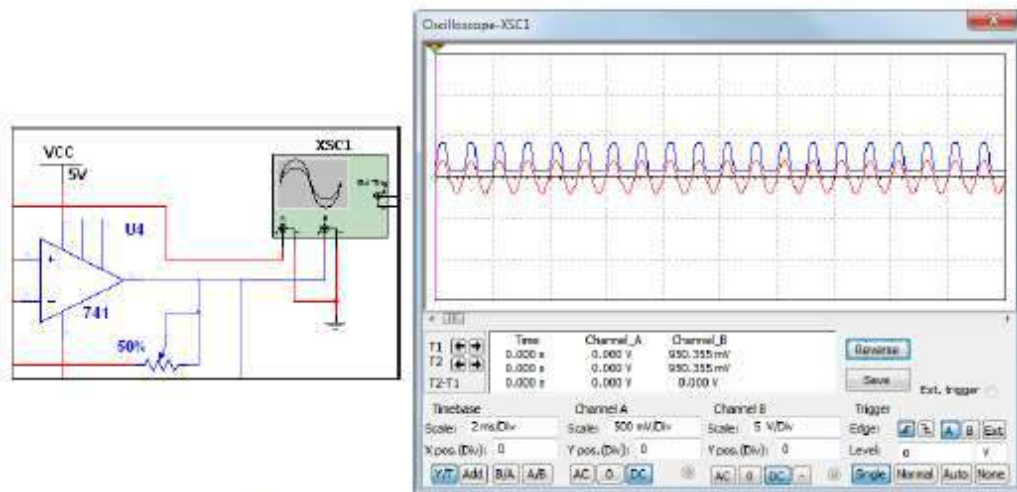 VCC
5V
XSC1
U4
741
50%
Oscilloscope-XSC1
T1
T2
T2-T1
Time Channel_A Channel_B
0.000 s 0.000 V 950.355 mV
0.000 s 0.000 V 950.355 mV
0.000 s 0.000 V 0.000 V
Reverse
Save
Ext. trigger
Timebase Channel A Channel B Trigger
Scale: 2 ms/Div Scale: 500 mV/Div Scale: 5 V/Div Edge: A B Ext
X pos.(Div): 0 Y pos.(Div): 0 Y pos.(Div): 0 Level: 0 V
Y/T Add B/A A/B AC 0 DC AC 0 DC - Single Normal Auto None